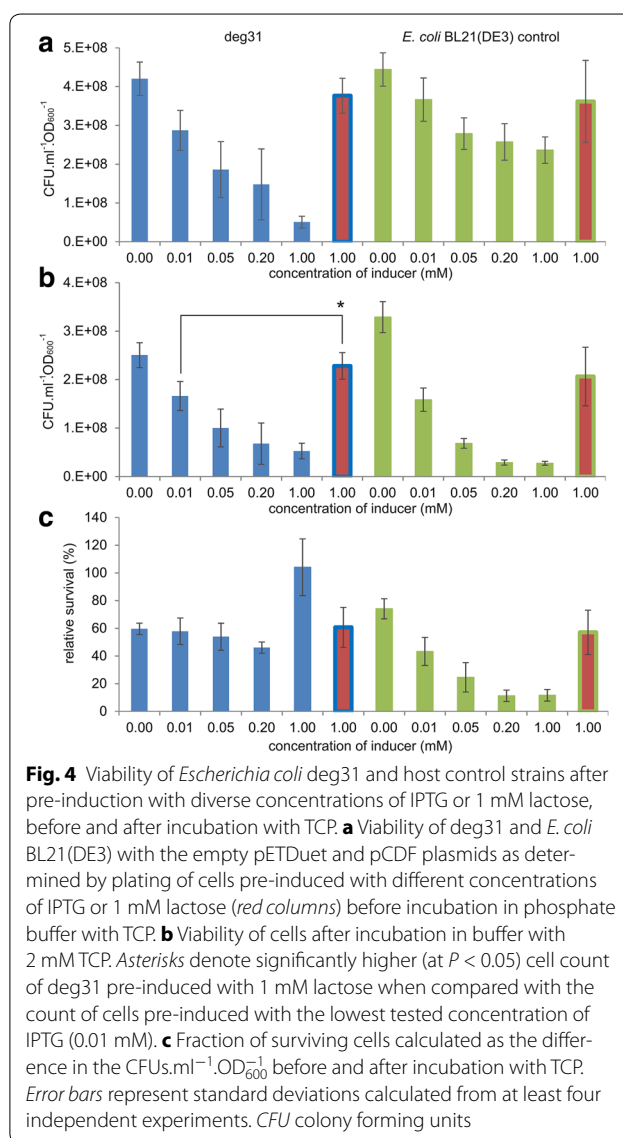 a
deg31
E. coli BL21(DE3) control
CFU.ml⁻¹.OD₆₀₀⁻¹
5.E+08
4.E+08
3.E+08
2.E+08
1.E+08
0.E+00
0.00 0.01 0.05 0.20 1.00 1.00 0.00 0.01 0.05 0.20 1.00 1.00
concentration of inducer (mM)
b
CFU.ml⁻¹.OD₆₀₀⁻¹
4.E+08
3.E+08
2.E+08
1.E+08
0.E+00
*
0.00 0.01 0.05 0.20 1.00 1.00 0.00 0.01 0.05 0.20 1.00 1.00
concentration of inducer (mM)
c
relative survival (%)
140
120
100
80
60
40
20
0
0.00 0.01 0.05 0.20 1.00 1.00 0.00 0.01 0.05 0.20 1.00 1.00
concentration of inducer (mM)
Fig. 4 Viability of Escherichia coli deg31 and host control strains after
pre-induction with diverse concentrations of IPTG or 1 mM lactose,
before and after incubation with TCP. a Viability of deg31 and E. coli
BL21(DE3) with the empty pETDuet and pCDF plasmids as deter-
mined by plating of cells pre-induced with different concentrations
of IPTG or 1 mM lactose (red columns) before incubation in phosphate
buffer with TCP. b Viability of cells after incubation in buffer with
2 mM TCP. Asterisks denote significantly higher (at P < 0.05) cell count
of deg31 pre-induced with 1 mM lactose when compared with the
count of cells pre-induced with the lowest tested concentration of
IPTG (0.01 mM). c Fraction of surviving cells calculated as the differ-
ence in the CFUs.ml⁻¹.OD₆₀₀⁻¹ before and after incubation with TCP.
Error bars represent standard deviations calculated from at least four
independent experiments. CFU colony forming units